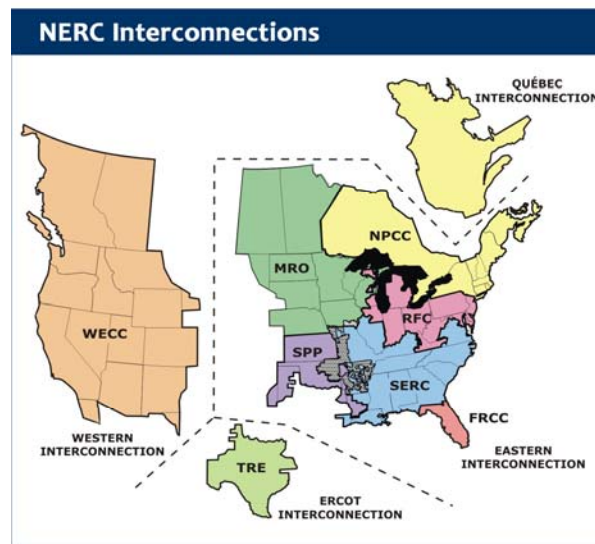 NERC Interconnections
QUÉBEC
INTERCONNECTION
NPCC
MRO
RFC
WECC
SPP
SERC
FRCC
WESTERN
INTERCONNECTION
EASTERN
INTERCONNECTION
TRE
ERCOT
INTERCONNECTION